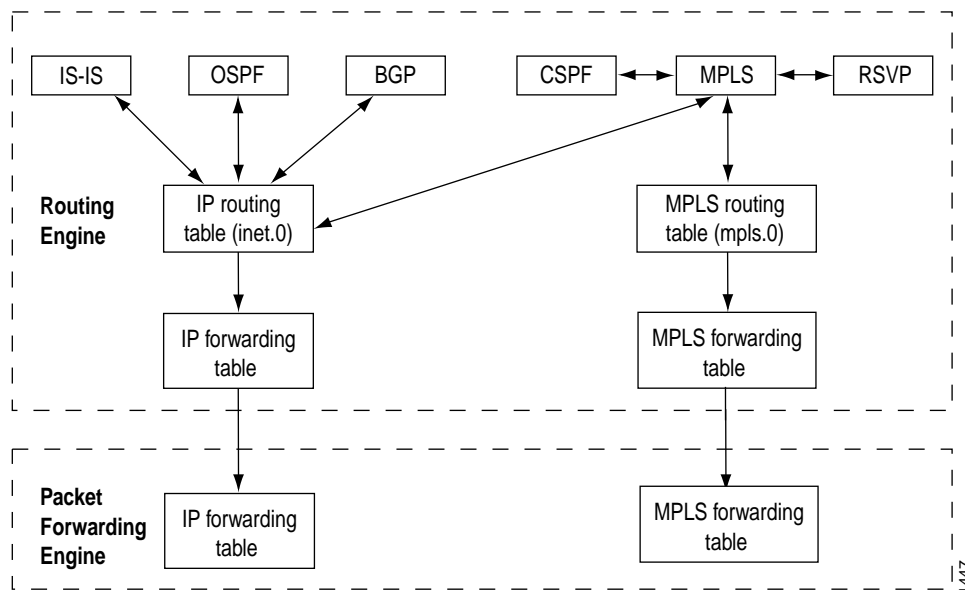 IS-IS
OSPF
BGP
CSPF
MPLS
RSVP
Routing
Engine
IP routing
table (inet.0)
MPLS routing
table (mpls.0)
IP forwarding
table
MPLS forwarding
table
Packet
Forwarding
Engine
IP forwarding
table
MPLS forwarding
table